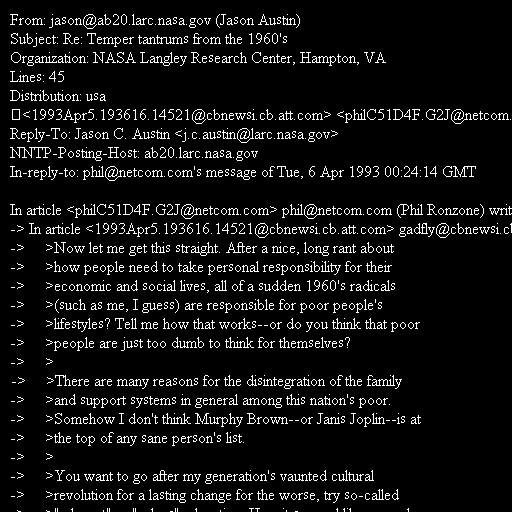 From: jason@ab20.larc.nasa.gov (Jason Austin)
Subject: Re: Temper tantrums from the 1960's
Organization: NASA Langley Research Center, Hampton, VA
Lines: 45
Distribution: usa
<1993Apr5.193616.14521@cbnewsi.cb.att.com> <philC51D4F.G2J@netcom.
Reply-To: Jason C. Austin <j.c.austin@larc.nasa.gov>
NNTP-Posting-Host: ab20.larc.nasa.gov
In-reply-to: phil@netcom.com's message of Tue, 6 Apr 1993 00:24:14 GMT

In article <philC51D4F.G2J@netcom.com> phil@netcom.com (Phil Ronzone) writ
-> In article <1993Apr5.193616.14521@cbnewsi.cb.att.com> gadfly@cbnewsi.cb
-> >Now let me get this straight. After a nice, long rant about
-> >how people need to take personal responsibility for their
-> >economic and social lives, all of a sudden 1960's radicals
-> >(such as me, I guess) are responsible for poor people's
-> >lifestyles? Tell me how that works--or do you think that poor
-> >people are just too dumb to think for themselves?
-> >
-> >There are many reasons for the disintegration of the family
-> >and support systems in general among this nation's poor.
-> >Somehow I don't think Murphy Brown--or Janis Joplin--is at
-> >the top of any sane person's list.
-> >
-> >You want to go after my generation's vaunted cultural
-> >revolution for a lasting change for the worse, try so-called